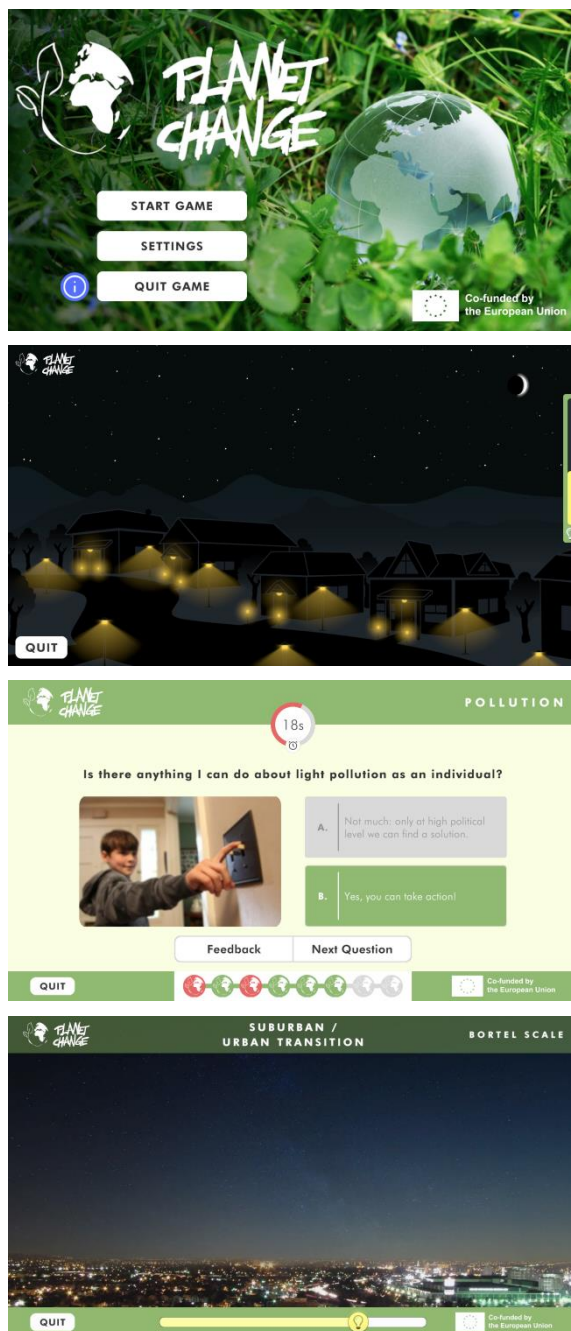 PLANET
CHANGE
START GAME
SETTINGS
QUIT GAME
Co-funded by
the European Union
PLANET
CHANGE
QUIT
PLANET
CHANGE
POLLUTION
18s
Is there anything I can do about light pollution as an individual?
A.
Not much: only at high political
level we can find a solution.
B.
Yes, you can take action!
Feedback
Next Question
QUIT
Co-funded by
the European Union
PLANET
CHANGE
SUBURBAN /
URBAN TRANSITION
BORTEL SCALE
QUIT
Co-funded by
the European Union